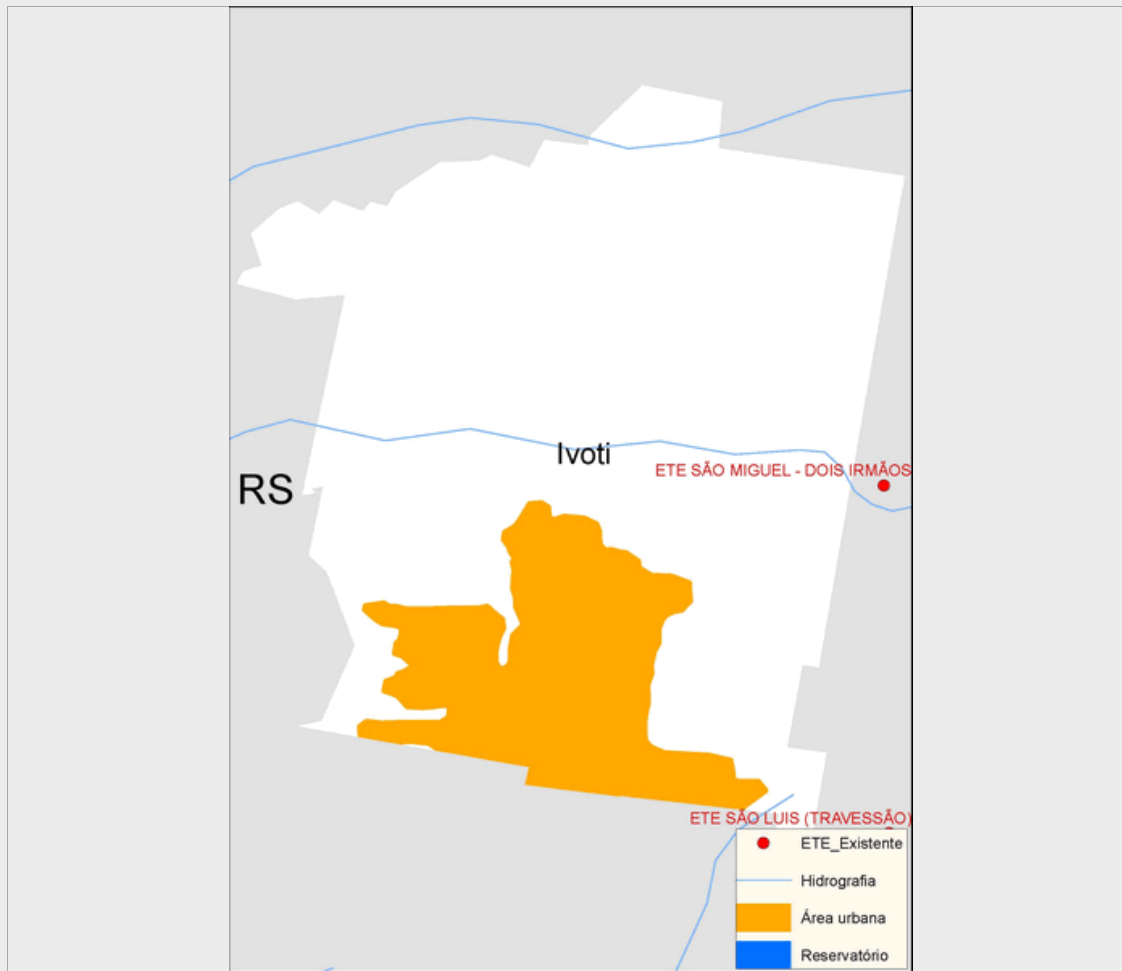 Ivoti
ETE SÃO MIGUEL - DOIS IRMÃOS
RS
ETE SÃO LUIS (TRAVESSÃO)
ETE_Existente
Hidrografia
Área urbana
Reservatório